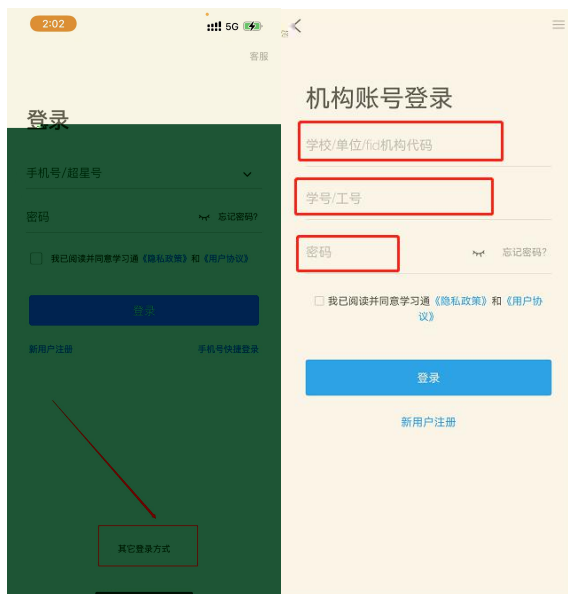 2:02
5G
客服
登录
手机号/超星号
密码
忘记密码?
我已阅读并同意学习通《隐私政策》和《用户协议》
登录
新用户注册
手机号快捷登录
其它登录方式
机构账号登录
学校/单位/fid机构代码
学号/工号
密码
忘记密码?
我已阅读并同意学习通《隐私政策》和《用户协
议》
登录
新用户注册